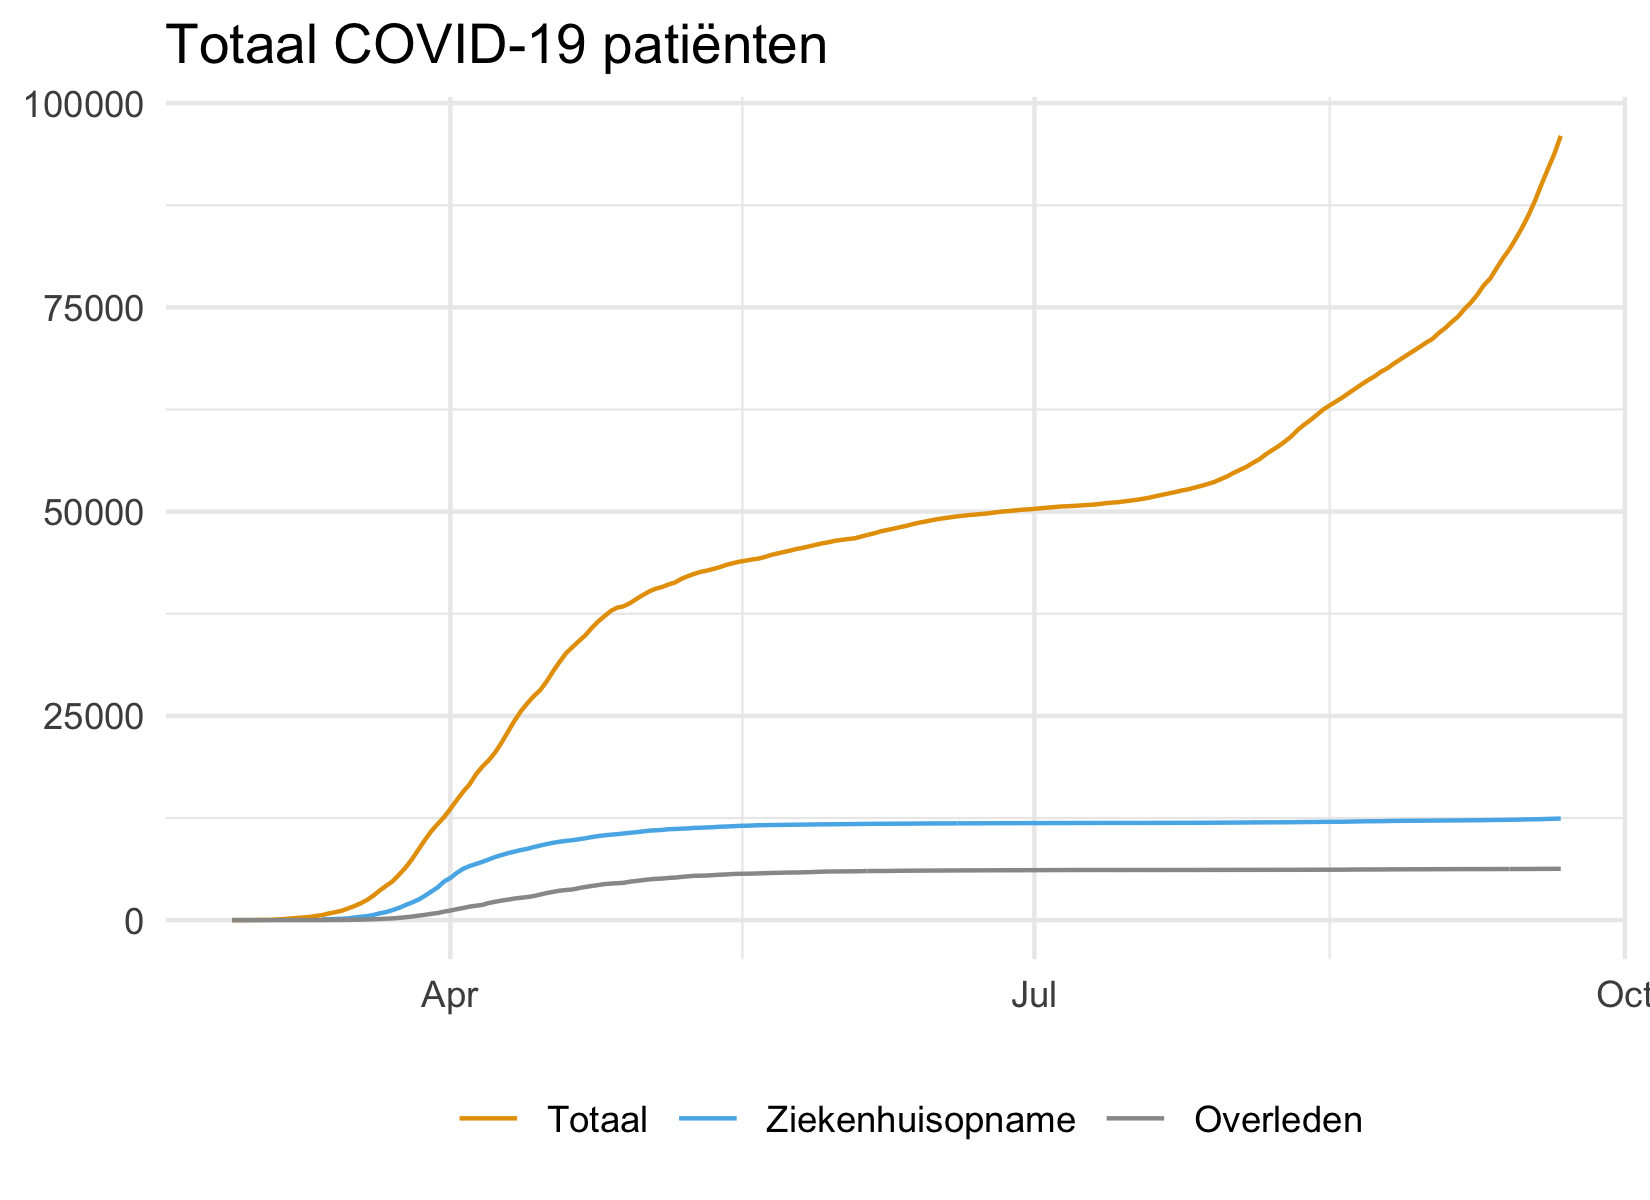 Totaal COVID-19 patiënten
100000
75000
50000
25000
0
Apr Jul Oct
Totaal Ziekenhuisopname Overleden